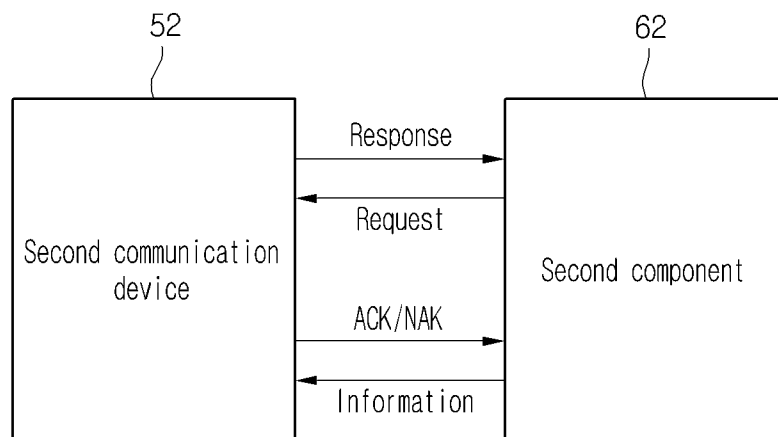 52
62
Response
Request
Second communication
device
Second component
ACK/NAK
Information